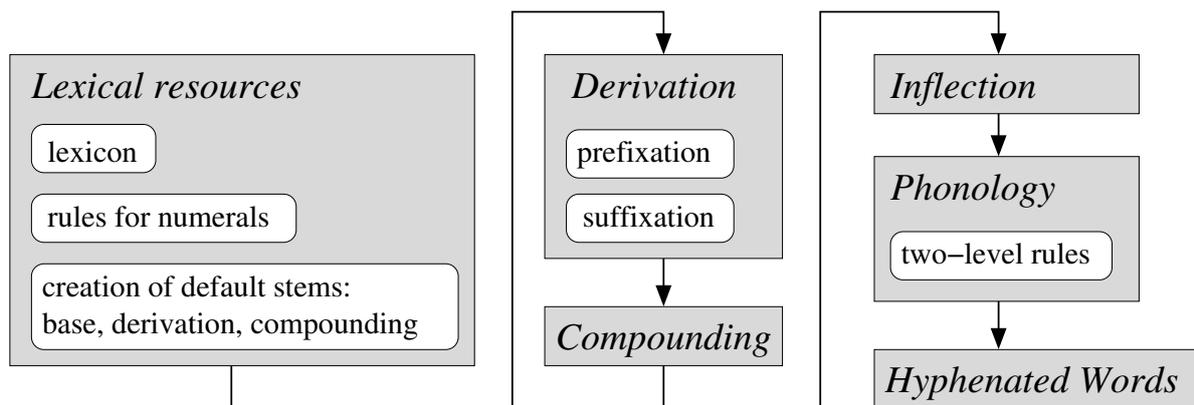 Lexical resources
lexicon
rules for numerals
creation of default stems:
base, derivation, compounding
Derivation
prefixation
suffixation
Compounding
Inflection
Phonology
two−level rules
Hyphenated Words